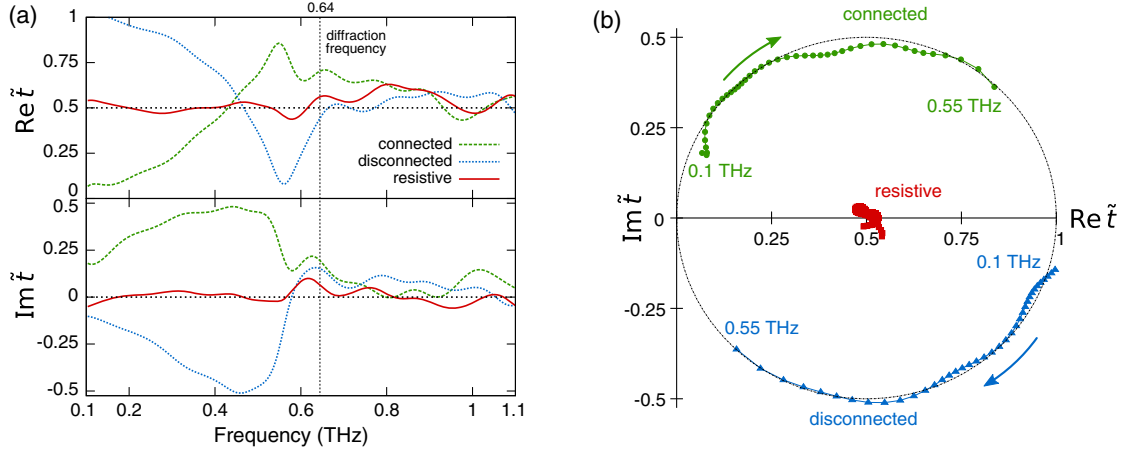 (a)
0.64
diffraction
frequency
1
0.75
0.5
0.25
0
Re t̃
connected
disconnected
resistive
0.5
0.25
0
-0.25
-0.5
Im t̃
0.1 0.2 0.4 0.6 0.8 1.0 1.1
Frequency (THz)
(b)
connected
0.5
0.25
0
-0.25
-0.5
Im t̃
0.55 THz
0.1 THz
resistive
0.25 0.5 0.75 1
Re t̃
0.1 THz
0.55 THz
disconnected